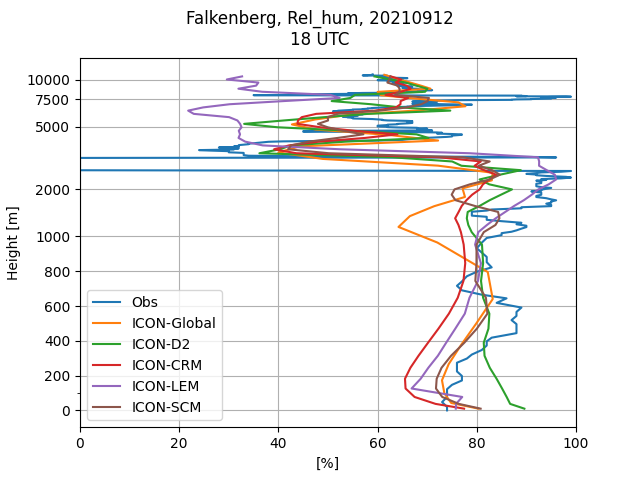 Falkenberg, Rel_hum, 20210912
18 UTC
10000
7500
5000
2000
1000
800
600
400
200
0
Height [m]
Obs
ICON-Global
ICON-D2
ICON-CRM
ICON-LEM
ICON-SCM
0 20 40 60 80 100
[%]